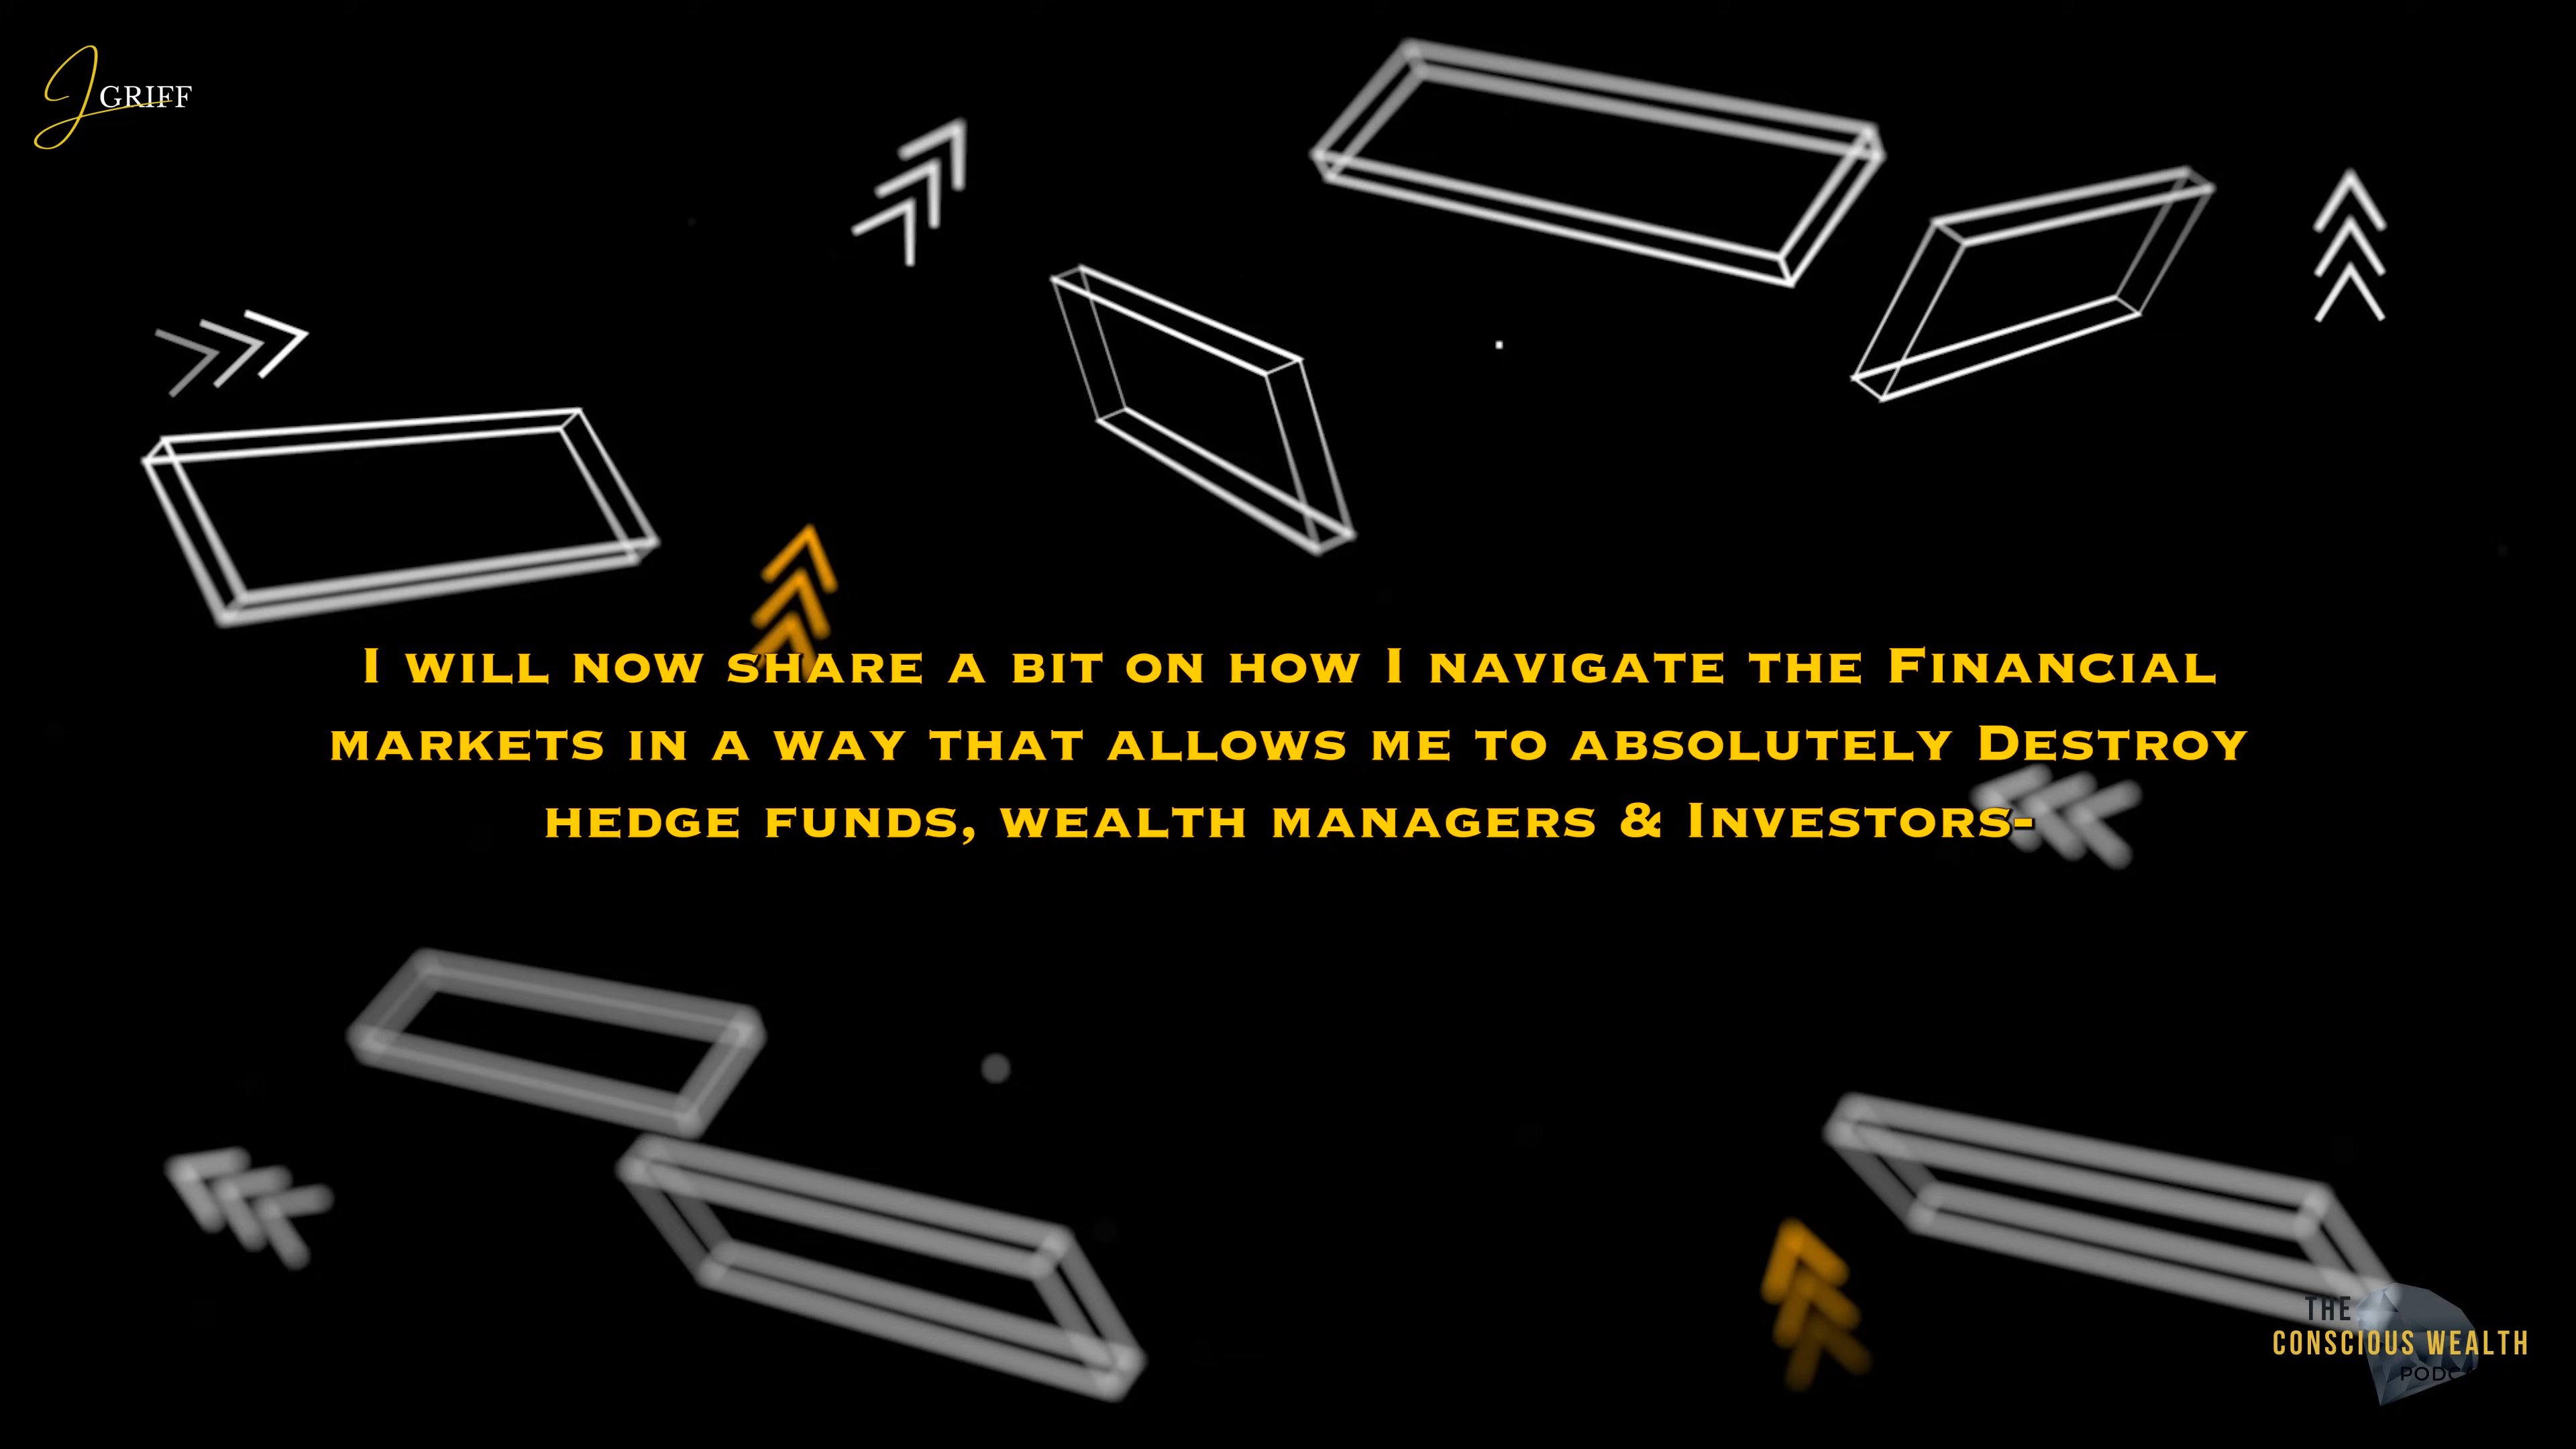 J GRIFF
I will now share a bit on how I navigate the Financial
markets in a way that allows me to absolutely Destroy
hedge funds, wealth managers & Investors-
THE
CONSCIOUS WEALTH